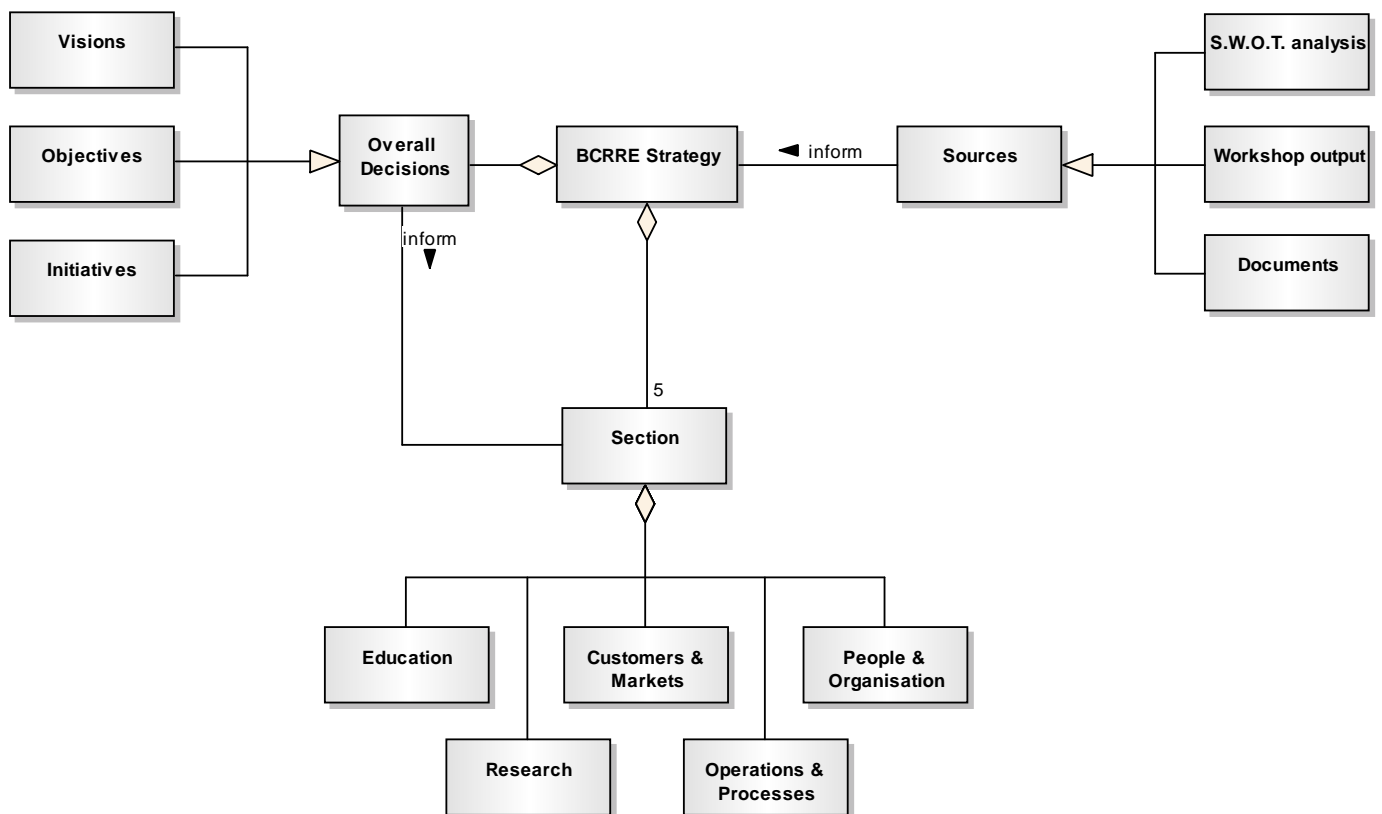 Visions
S.W.O.T. analysis
Objectives
Overall
Decisions
BCRRE Strategy
inform
Sources
Workshop output
inform
Initiatives
Documents
5
Section
Education
Customers &
Markets
People &
Organisation
Research
Operations &
Processes